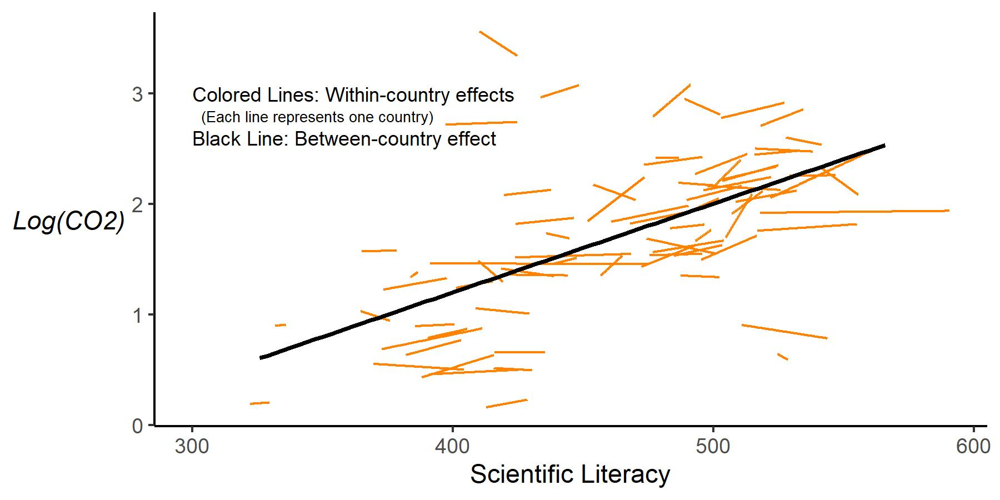 Colored Lines: Within-country effects
(Each line represents one country)
Black Line: Between-country effect
3
2
1
0
Log(CO2)
300 400 500 600
Scientific Literacy